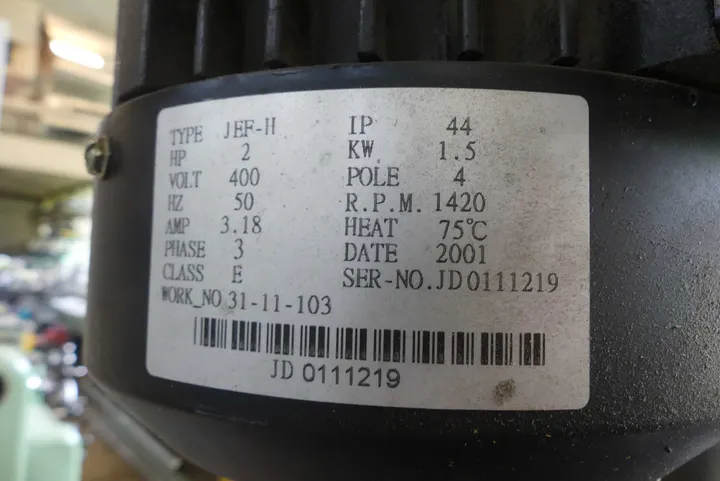 TYPE JEF-H IP 44
HP 2 KW 1.5
VOLT 400 POLE 4
HZ 50 R.P.M. 1420
AMP 3.18 HEAT 75℃
PHASE 3 DATE 2001
CLASS E SER-NO.JD0111219
WORK_NO 31-11-103
JD 0111219